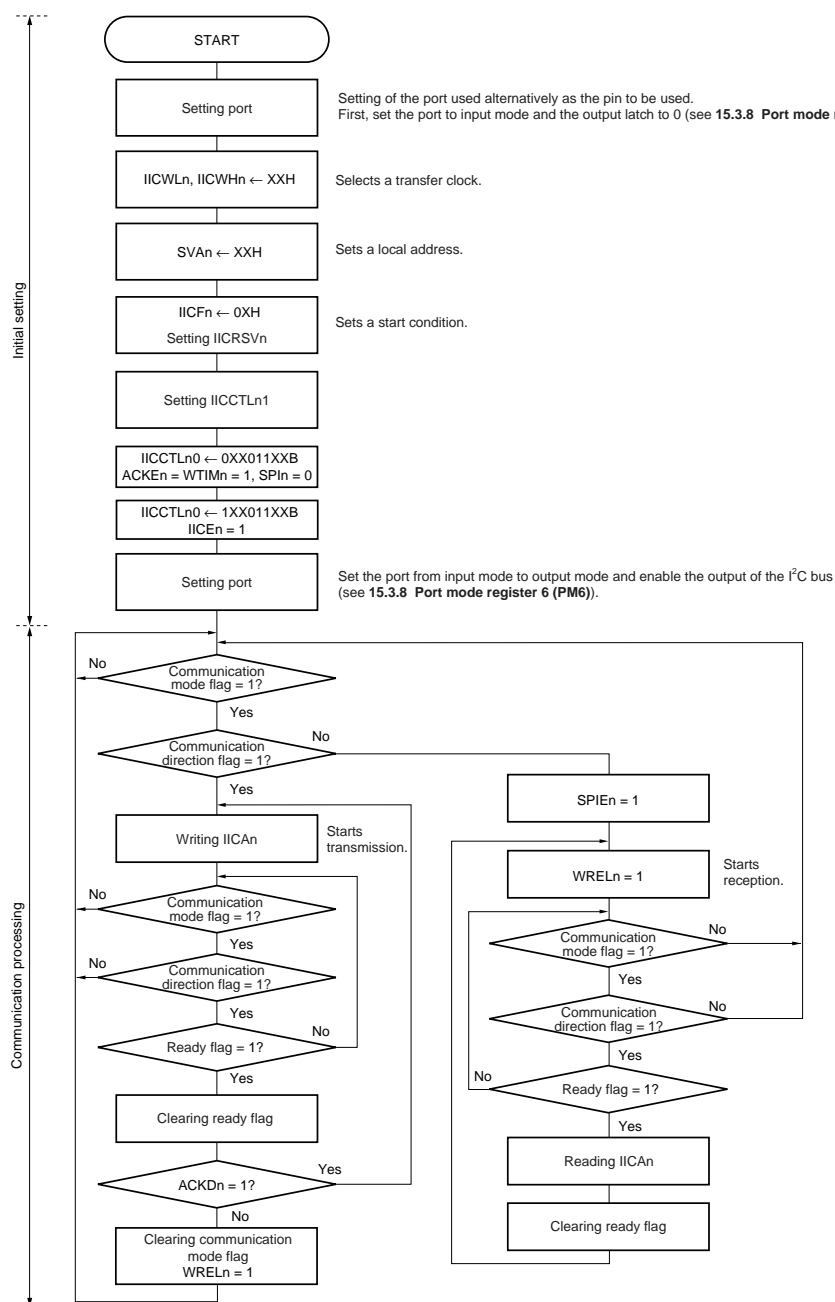 START
Setting port
Setting of the port used alternatively as the pin to be used.
First, set the port to input mode and the output latch to 0 (see 15.3.8 Port mode
IICWLn, IICWHn ← XXH
Selects a transfer clock.
SVAn ← XXH
Sets a local address.
IICFn ← 0XH
Setting IICRSVn
Sets a start condition.
Setting IICCTLn1
IICCTLn0 ← 0XX011XXB
ACKEn = WTIMn = 1, SPIn = 0
IICCTLn0 ← 1XX011XXB
IICEn = 1
Setting port
Set the port from input mode to output mode and enable the output of the I²C bus
(see 15.3.8 Port mode register 6 (PM6)).
Initial setting
Communication processing
No
Communication
mode flag = 1?
Yes
Communication
direction flag = 1?
No
Yes
Writing IICAn
Starts
transmission.
No
Communication
mode flag = 1?
Yes
No
Communication
direction flag = 1?
Yes
Ready flag = 1?
No
Yes
Clearing ready flag
Yes
ACKDn = 1?
No
Clearing communication
mode flag
WRELn = 1
SPIEn = 1
WRELn = 1
Starts
reception.
Communication
mode flag = 1?
No
Yes
Communication
direction flag = 1?
No
Yes
No
Ready flag = 1?
Yes
Reading IICAn
Clearing ready flag